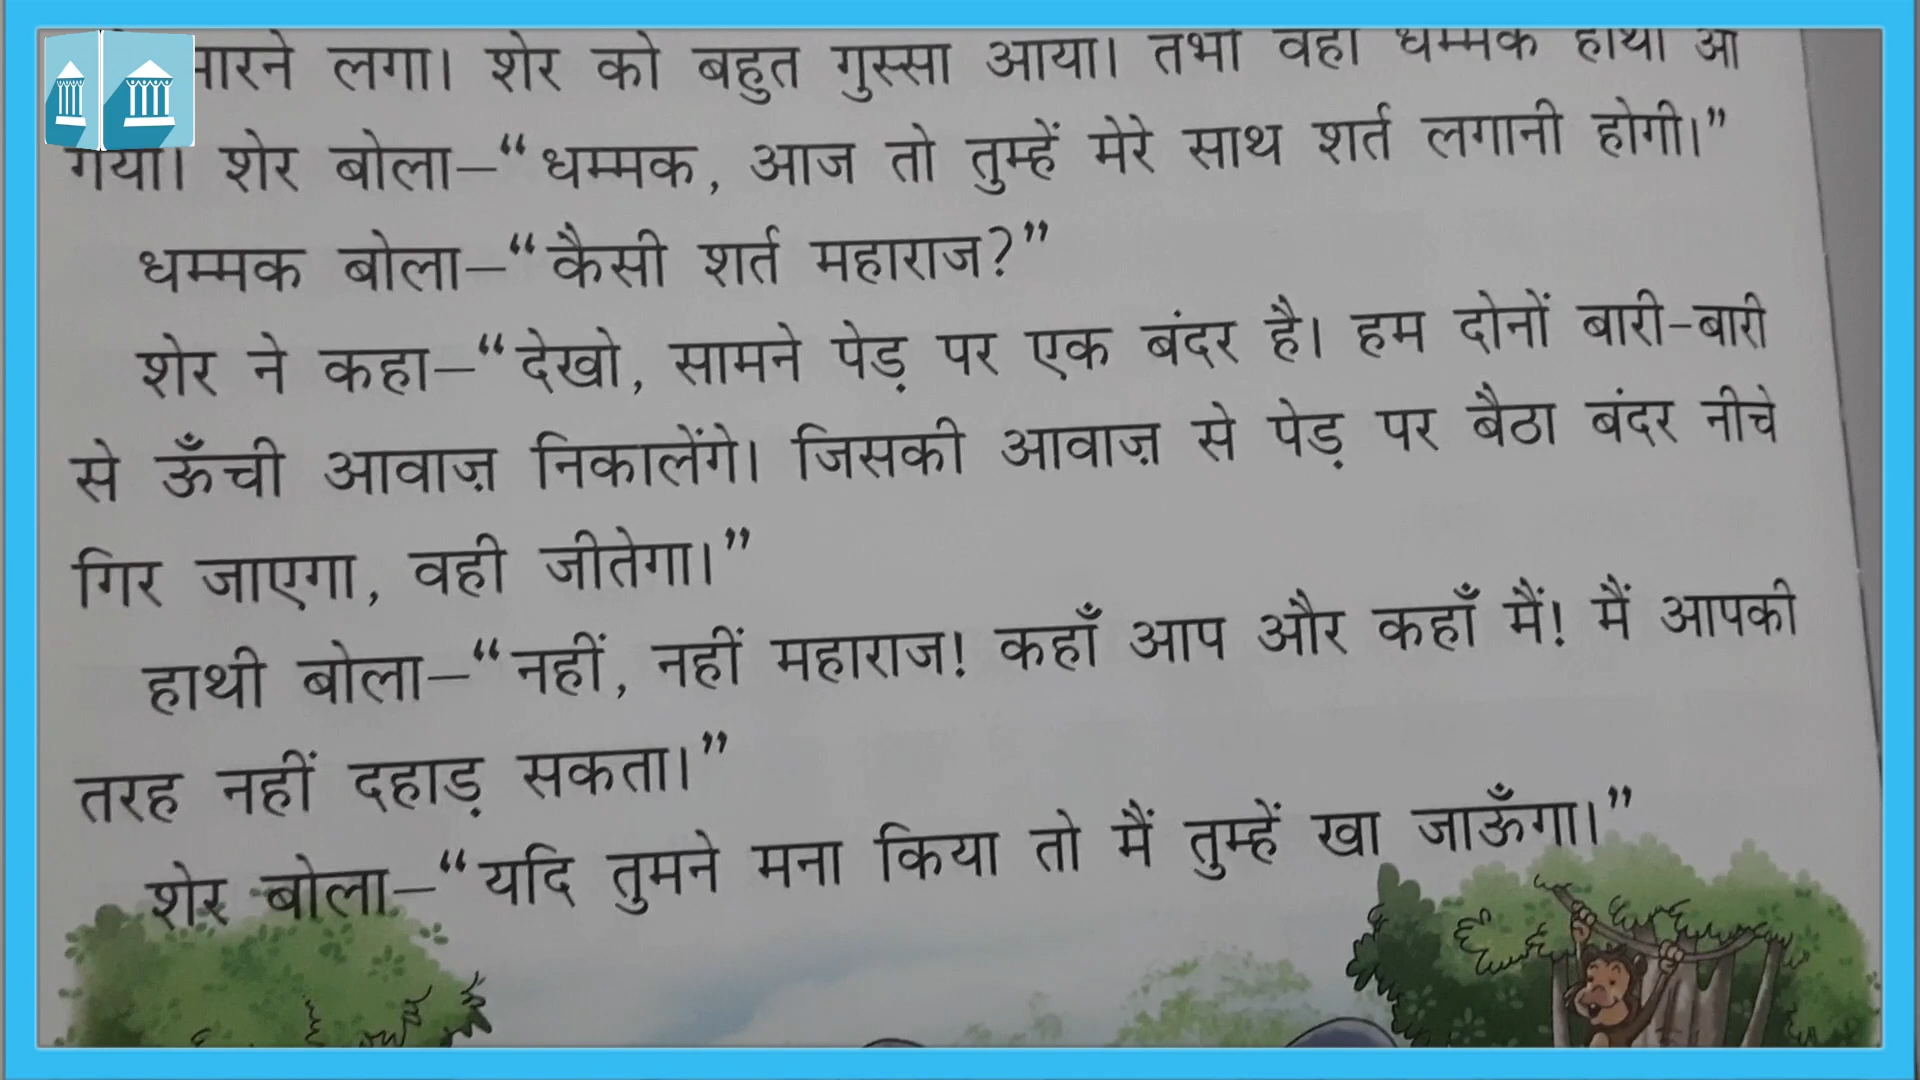 मारने लगा। शेर को बहुत गुस्सा आया। तभी वहाँ धम्मक हाथी आ
गया। शेर बोला—“धम्मक, आज तो तुम्हें मेरे साथ शर्त लगानी होगी।”
धम्मक बोला—“कैसी शर्त महाराज?”
शेर ने कहा—“देखो, सामने पेड़ पर एक बंदर है। हम दोनों बारी-बारी
से ऊँची आवाज़ निकालेंगे। जिसकी आवाज़ से पेड़ पर बैठा बंदर नीचे
गिर जाएगा, वही जीतेगा।”
हाथी बोला—“नहीं, नहीं महाराज! कहाँ आप और कहाँ मैं! मैं आपकी
तरह नहीं दहाड़ सकता।”
शेर बोला—“यदि तुमने मना किया तो मैं तुम्हें खा जाऊँगा।”